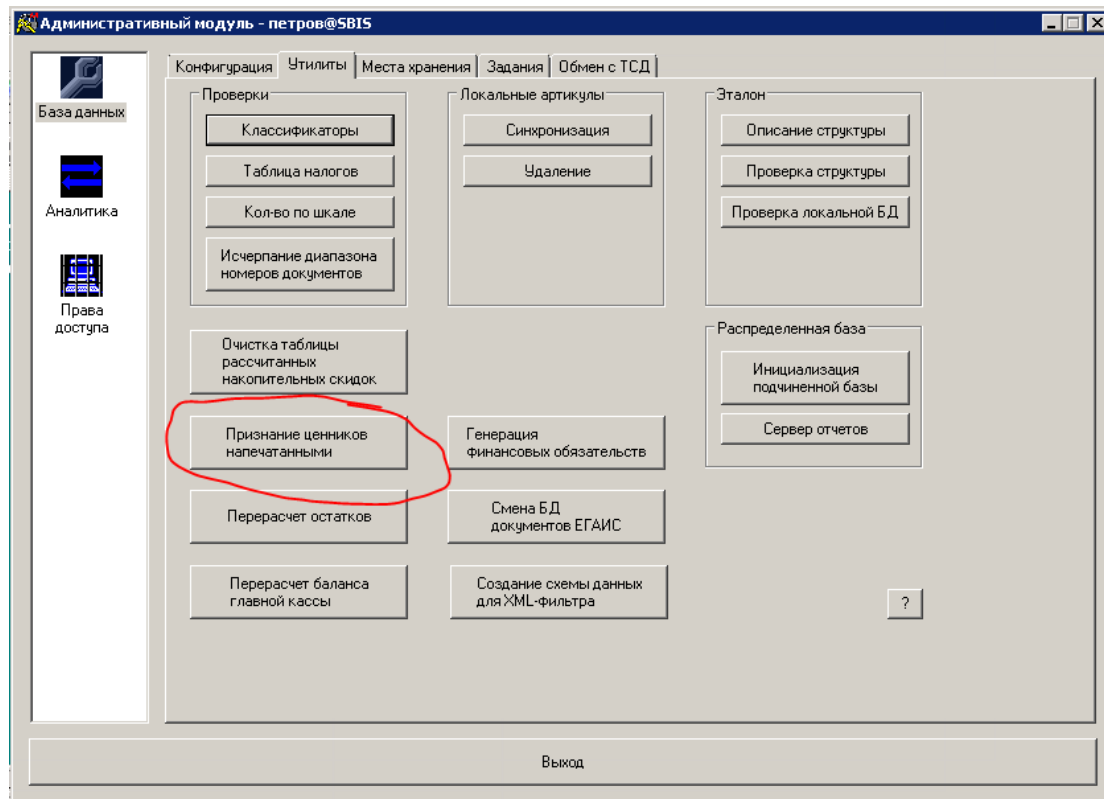 Административный модуль - петров@SBIS
База данных
Аналитика
Права
доступа
Конфигурация Утилиты Места хранения Задания Обмен с ТСД
Проверки
Классификаторы
Таблица налогов
Кол-во по шкале
Исчерпание диапазона
номеров документов
Локальные артикулы
Синхронизация
Удаление
Эталон
Описание структуры
Проверка структуры
Проверка локальной БД
Очистка таблицы
рассчитанных
накопительных скидок
Распределенная база
Инициализация
подчиненной базы
Сервер отчетов
Признание ценников
напечатанными
Генерация
финансовых обязательств
Перерасчет остатков
Смена БД
документов ЕГАИС
Перерасчет баланса
главной кассы
Создание схемы данных
для XML-фильтра
?
Выход